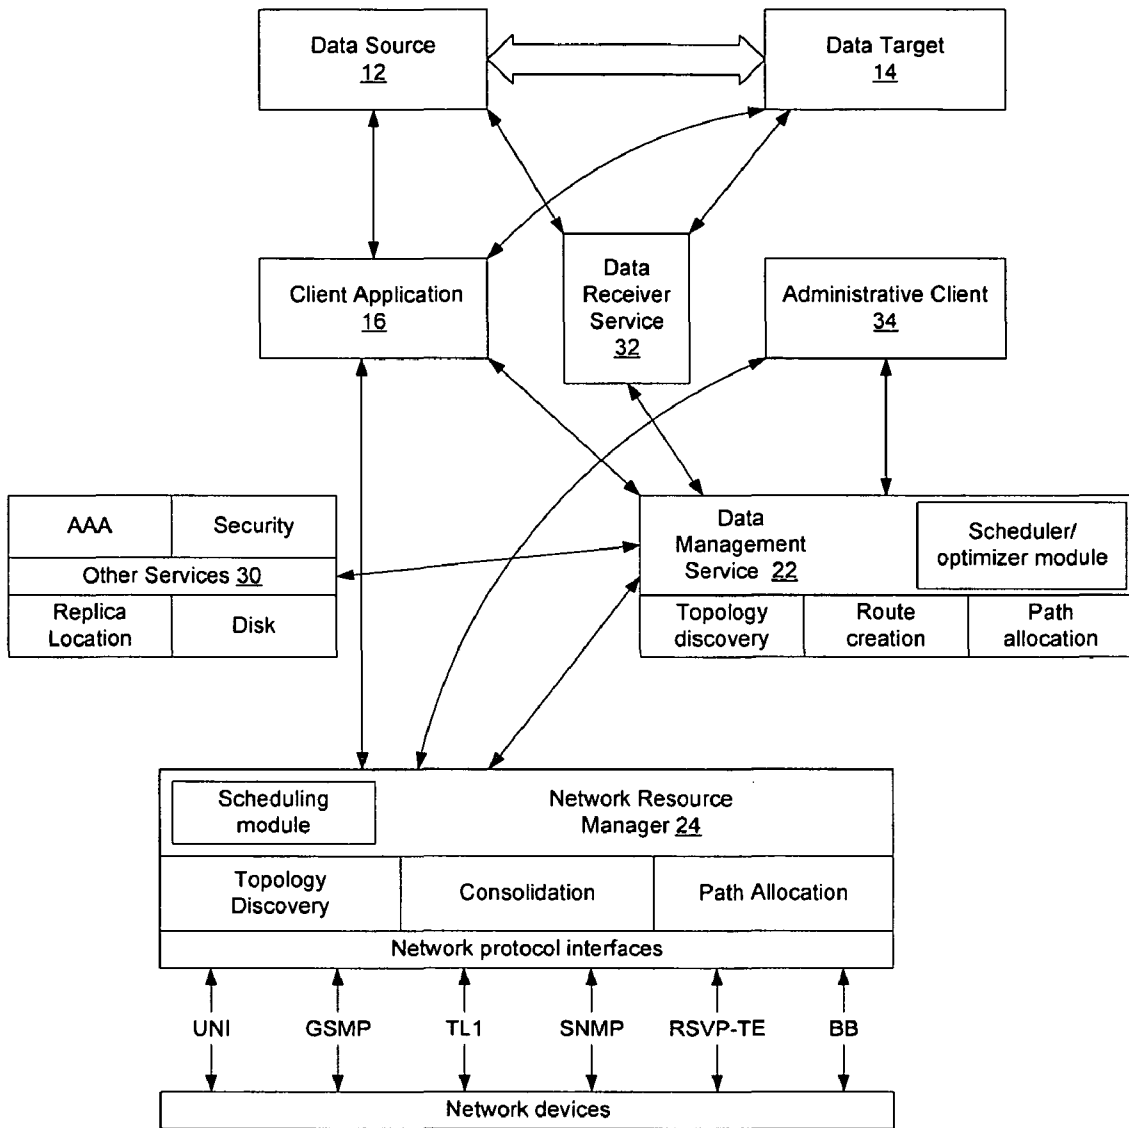 Data Source
12
Data Target
14
Client Application
16
Data
Receiver
Service
32
Administrative Client
34
AAA
Security
Other Services 30
Replica
Location
Disk
Data
Management
Service 22
Scheduler/
optimizer module
Topology
discovery
Route
creation
Path
allocation
Scheduling
module
Network Resource
Manager 24
Topology
Discovery
Consolidation
Path Allocation
Network protocol interfaces
UNI
GSMP
TL1
SNMP
RSVP-TE
BB
Network devices